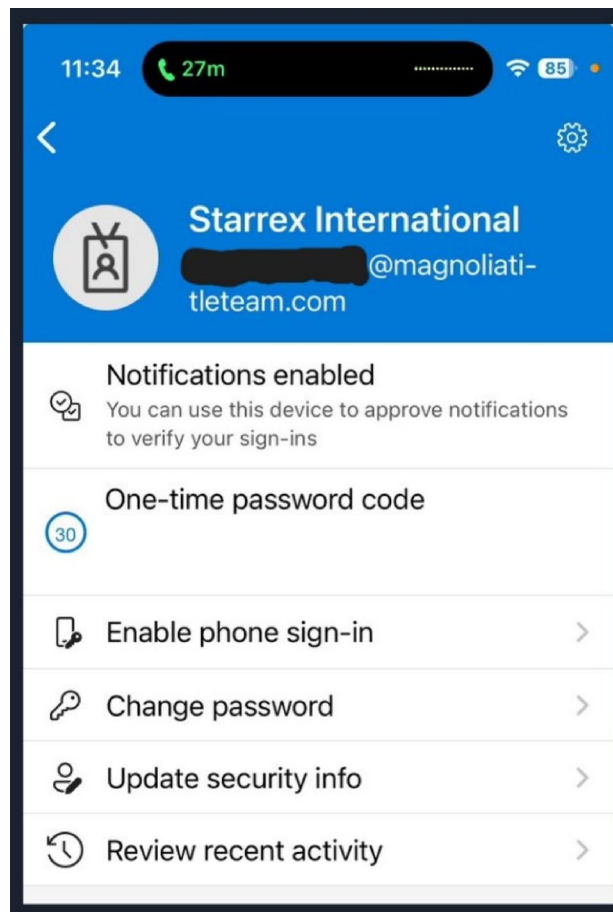 11:34
27m
85
Starrex International
@magnoliati-
tleteam.com
Notifications enabled
You can use this device to approve notifications
to verify your sign-ins
One-time password code
30
Enable phone sign-in
Change password
Update security info
Review recent activity